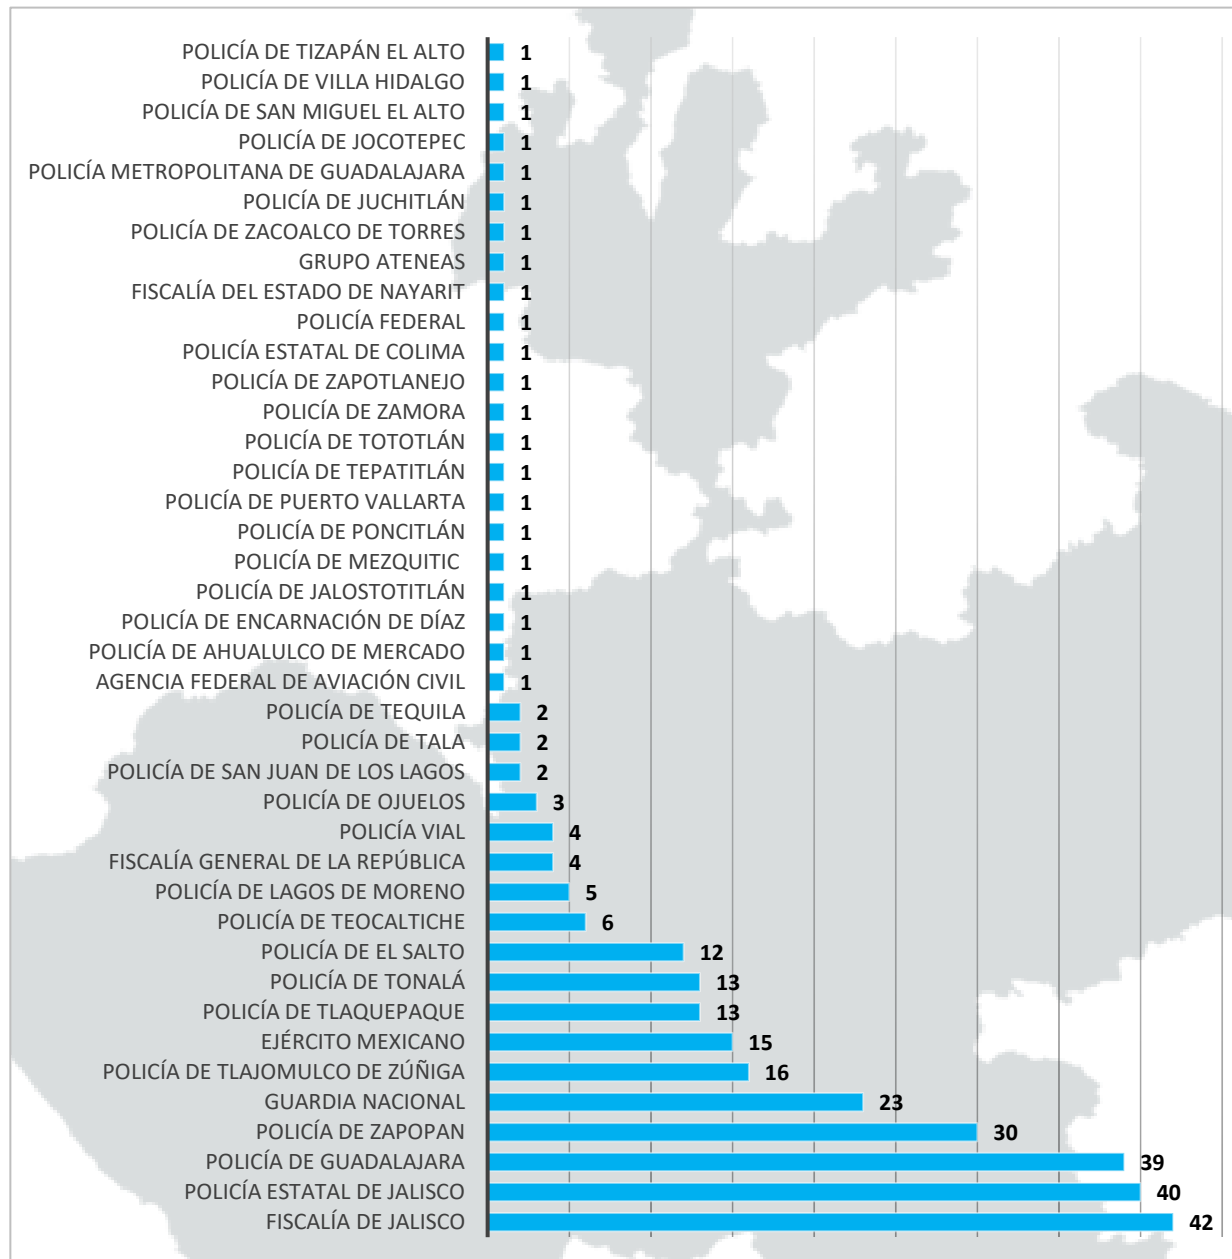 POLICÍA DE TIZAPÁN EL ALTO 1
POLICÍA DE VILLA HIDALGO 1
POLICÍA DE SAN MIGUEL EL ALTO 1
POLICÍA DE JOCOTEPEC 1
POLICÍA METROPOLITANA DE GUADALAJARA 1
POLICÍA DE JUCHITLÁN 1
POLICÍA DE ZACOALCO DE TORRES 1
GRUPO ATENEAS 1
FISCALÍA DEL ESTADO DE NAYARIT 1
POLICÍA FEDERAL 1
POLICÍA ESTATAL DE COLIMA 1
POLICÍA DE ZAPOTLANEJO 1
POLICÍA DE ZAMORA 1
POLICÍA DE TOTOTLÁN 1
POLICÍA DE TEPATITLÁN 1
POLICÍA DE PUERTO VALLARTA 1
POLICÍA DE PONCITLÁN 1
POLICÍA DE MEZQUITIC 1
POLICÍA DE JALOSTOTITLÁN 1
POLICÍA DE ENCARNACIÓN DE DÍAZ 1
POLICÍA DE AHUALULCO DE MERCADO 1
AGENCIA FEDERAL DE AVIACIÓN CIVIL 1
POLICÍA DE TEQUILA 2
POLICÍA DE TALA 2
POLICÍA DE SAN JUAN DE LOS LAGOS 2
POLICÍA DE OJUELOS 3
POLICÍA VIAL 4
FISCALÍA GENERAL DE LA REPÚBLICA 4
POLICÍA DE LAGOS DE MORENO 5
POLICÍA DE TEOCALTICHE 6
POLICÍA DE EL SALTO 12
POLICÍA DE TONALÁ 13
POLICÍA DE TLAQUEPAQUE 13
EJÉRCITO MEXICANO 15
POLICÍA DE TLAJOMULCO DE ZÚÑIGA 16
GUARDIA NACIONAL 23
POLICÍA DE ZAPOPAN 30
POLICÍA DE GUADALAJARA 39
POLICÍA ESTATAL DE JALISCO 40
FISCALÍA DE JALISCO 42